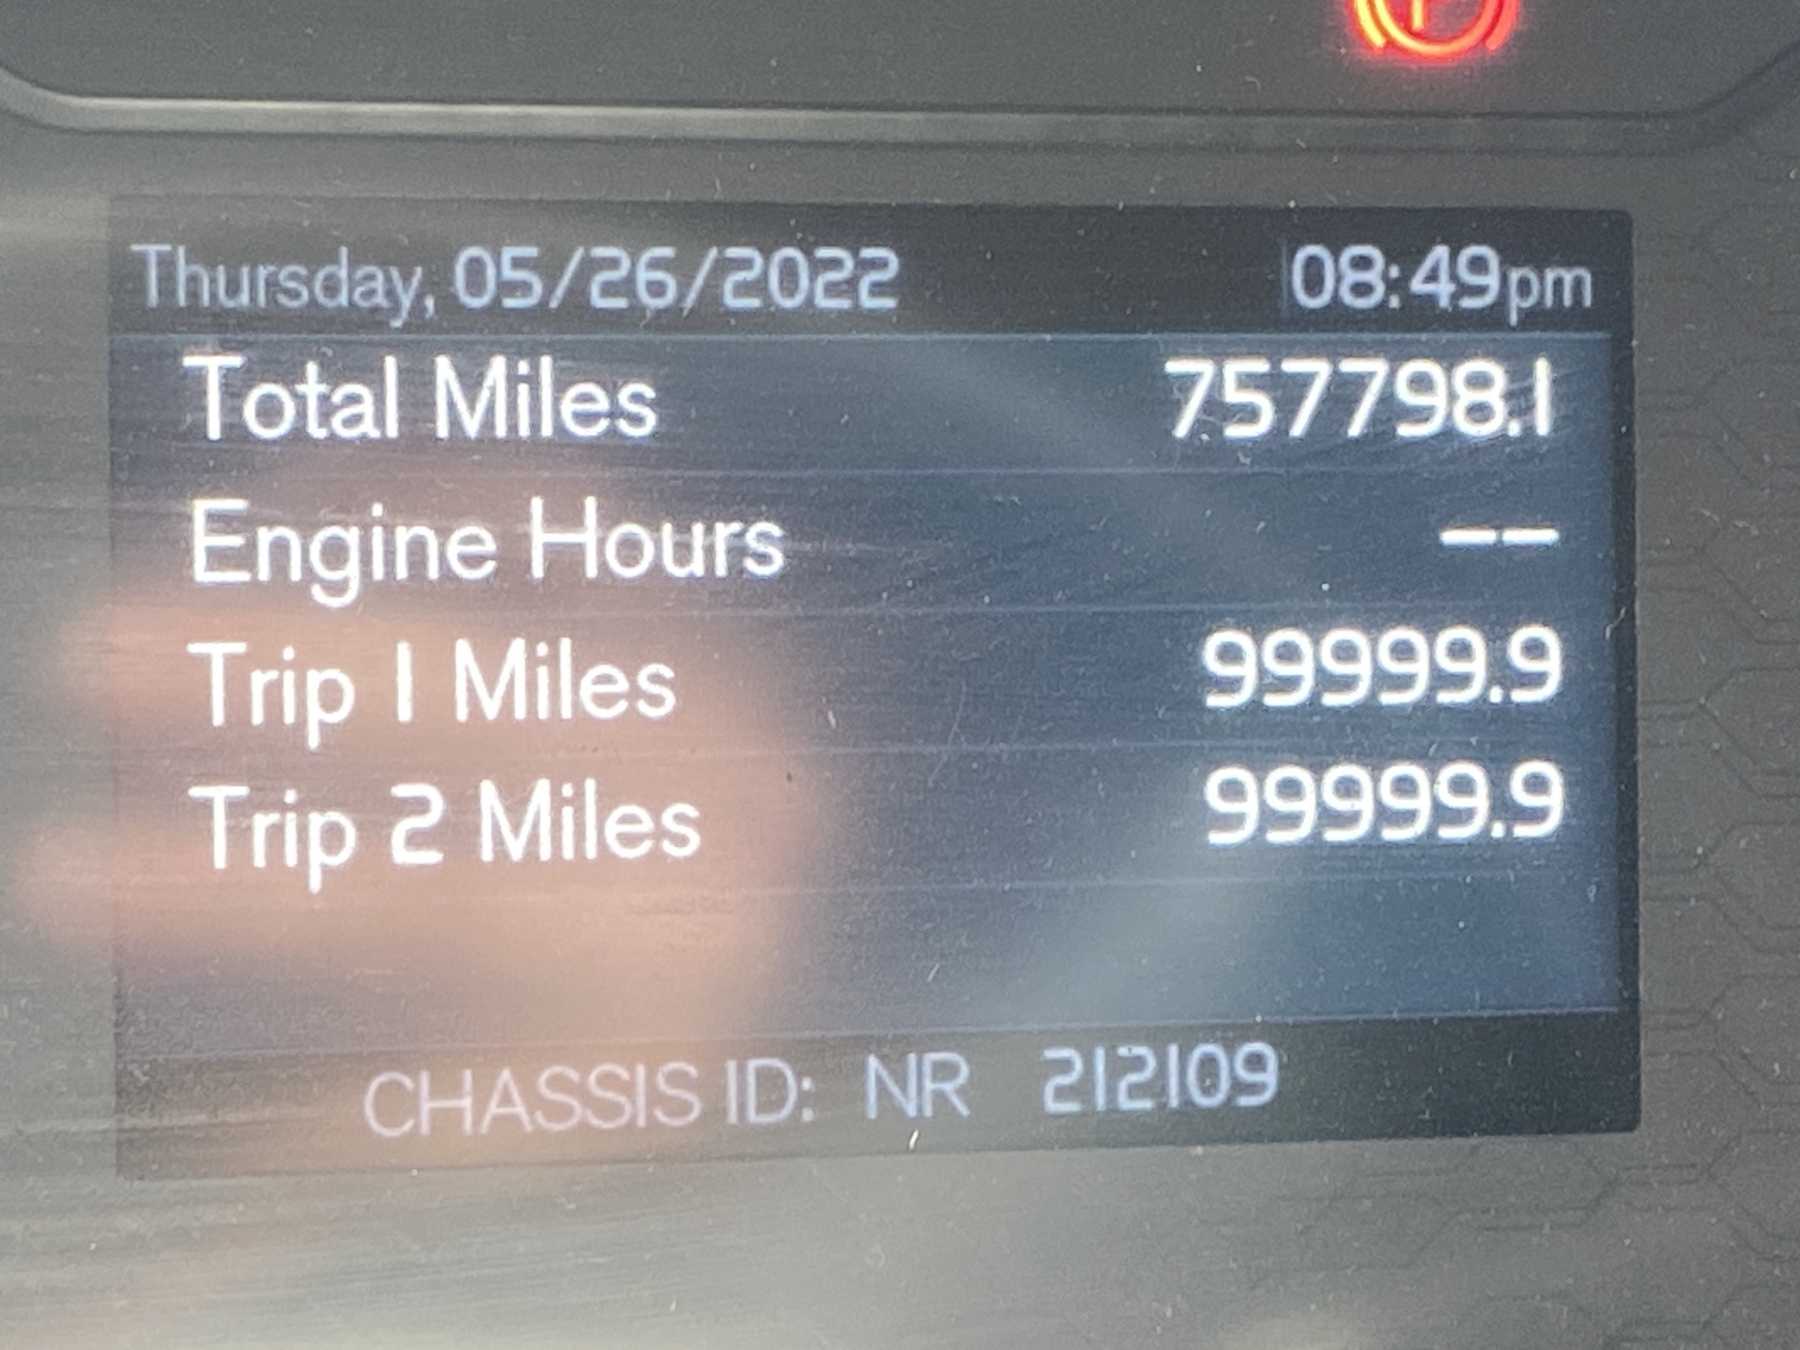 Thursday, 05/26/2022 08:49pm
Total Miles 757798.1
Engine Hours --
Trip 1 Miles 99999.9
Trip 2 Miles 99999.9
CHASSIS ID: NR 212109